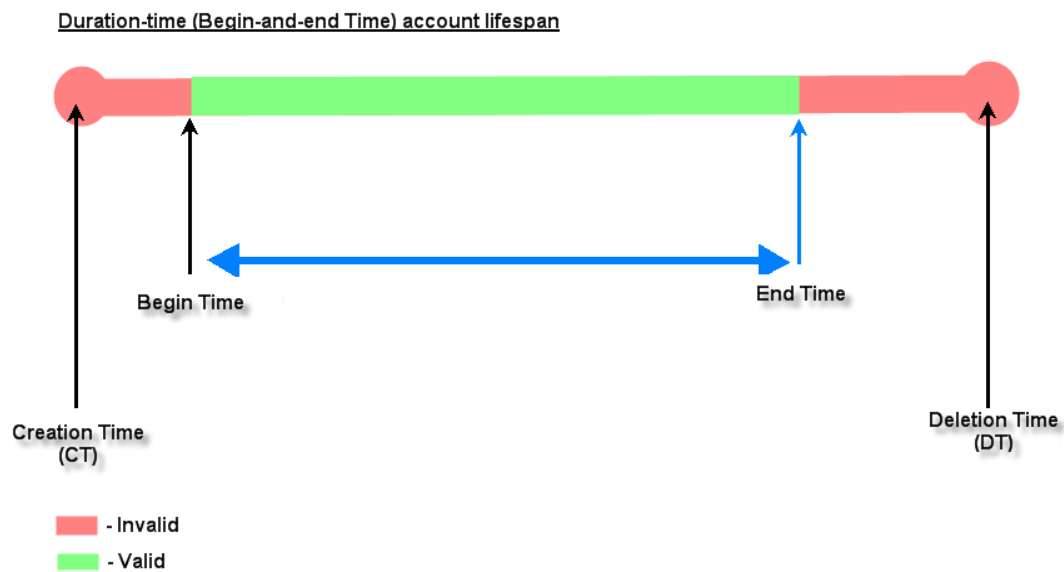 Duration-time (Begin-and-end Time) account lifespan
Begin Time
End Time
Creation Time
(CT)
Deletion Time
(DT)
- Invalid
- Valid